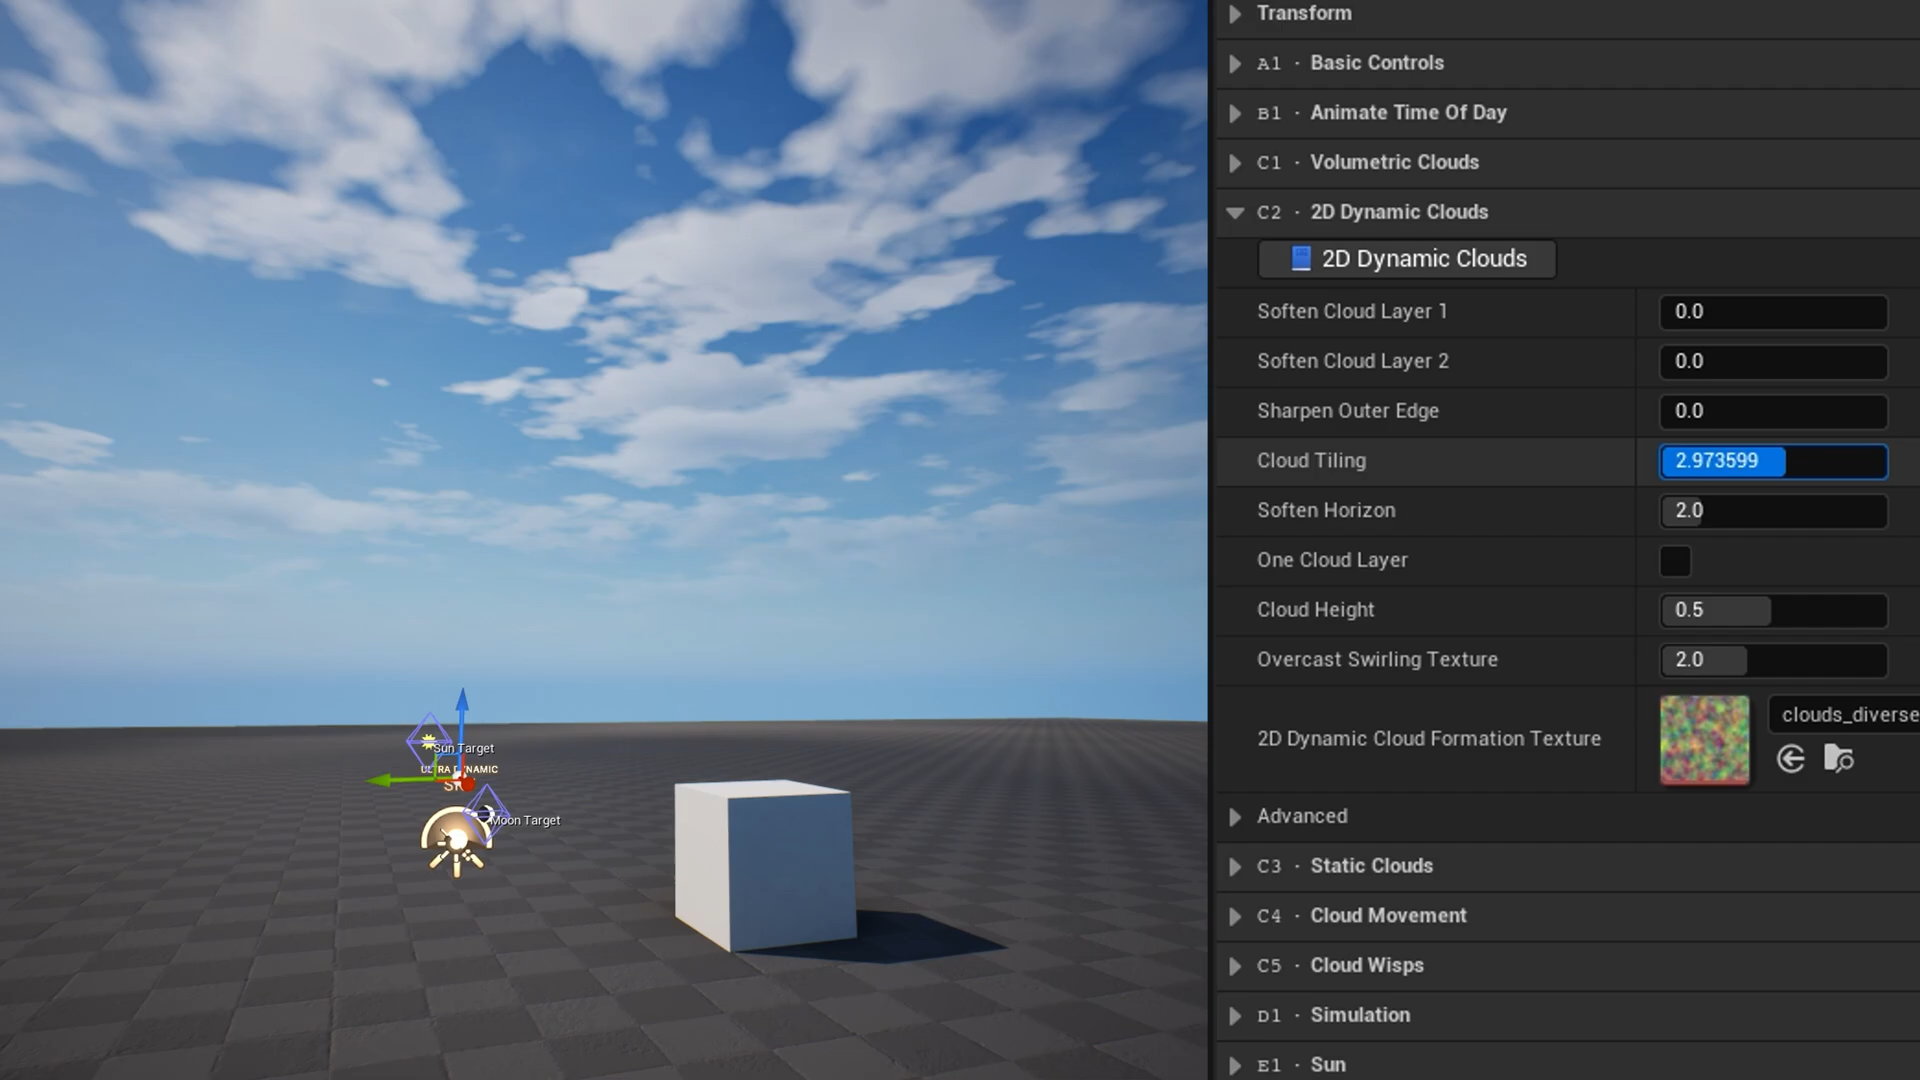 Transform
A1 · Basic Controls
B1 · Animate Time Of Day
C1 · Volumetric Clouds
C2 · 2D Dynamic Clouds
2D Dynamic Clouds
Soften Cloud Layer 1 0.0
Soften Cloud Layer 2 0.0
Sharpen Outer Edge 0.0
Cloud Tiling 2.973599
Soften Horizon 2.0
One Cloud Layer
Cloud Height 0.5
Overcast Swirling Texture 2.0
clouds_diverse
2D Dynamic Cloud Formation Texture
Advanced
C3 · Static Clouds
C4 · Cloud Movement
C5 · Cloud Wisps
D1 · Simulation
E1 · Sun
Sun Target
Moon Target